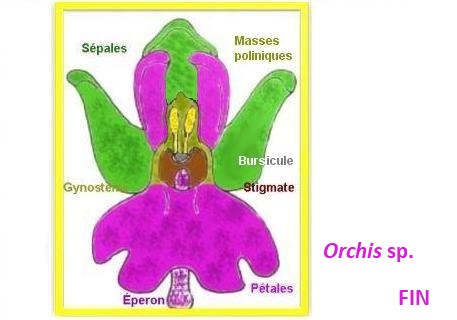 Sépales
Masses
poliniques
Bursicule
Gynostème
Stigmate
Orchis sp.
Pétales
Éperon
FIN